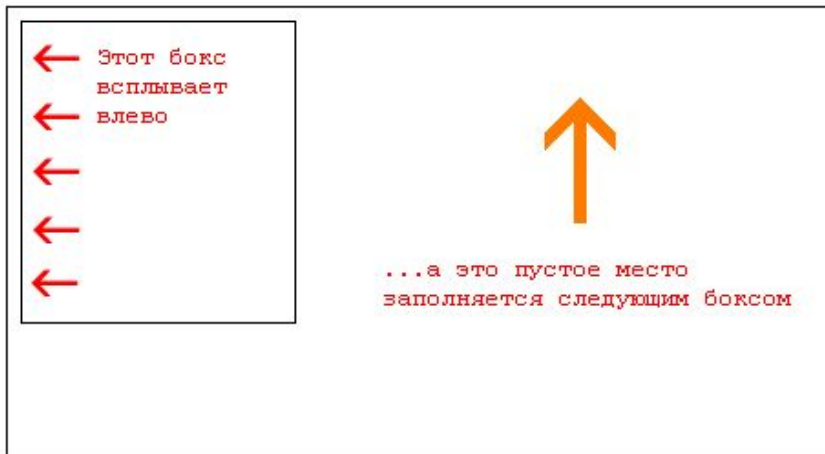 Этот бокс
всплывает
влево
...а это пустое место
заполняется следующим боксом